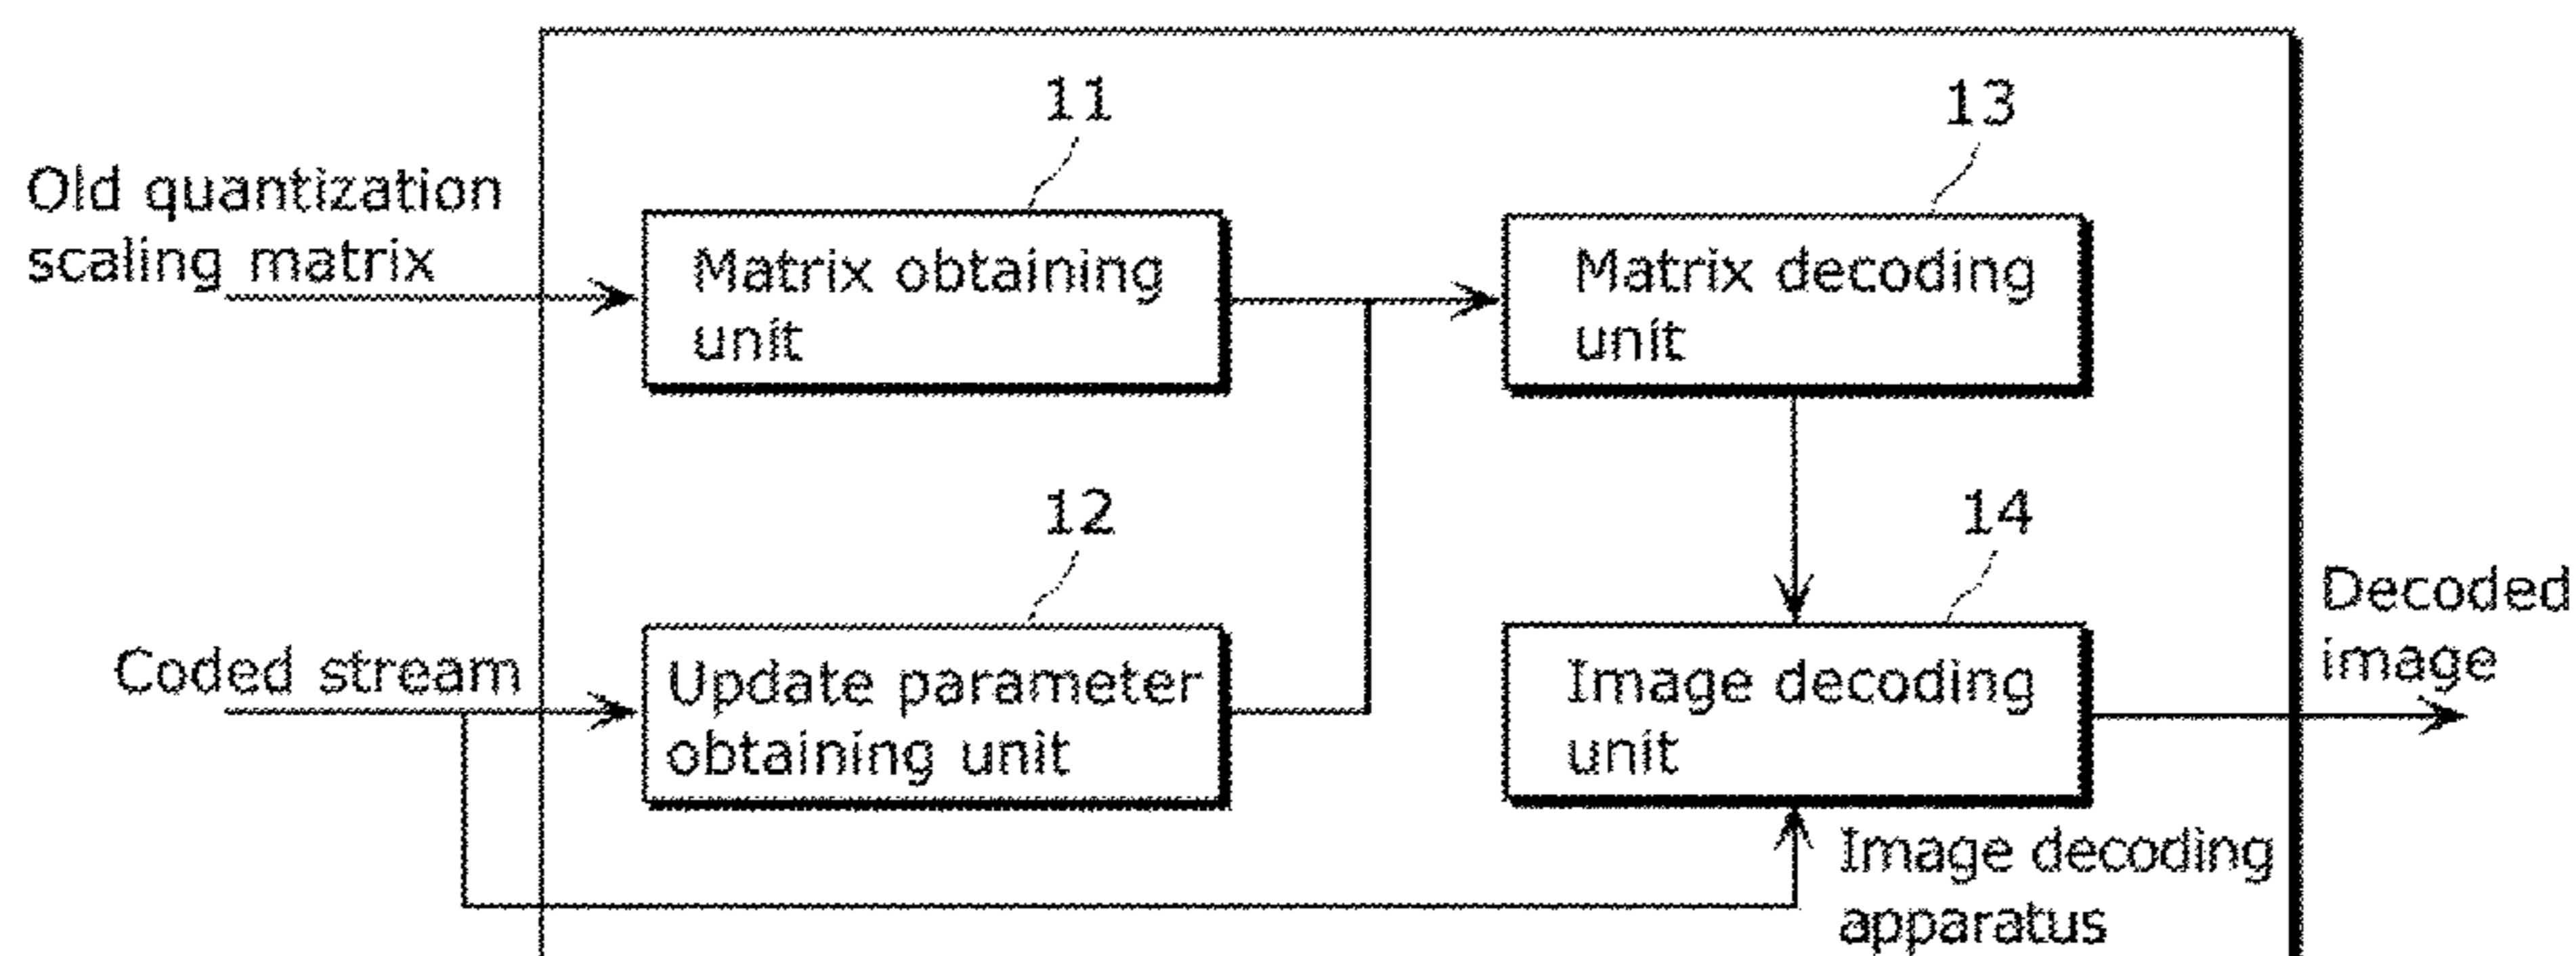 11
13
Old quantization
scaling matrix
Matrix obtaining
unit
Matrix decoding
unit
12
14
Coded stream
Update parameter
obtaining unit
Image decoding
unit
Decoded
image
Image decoding
apparatus